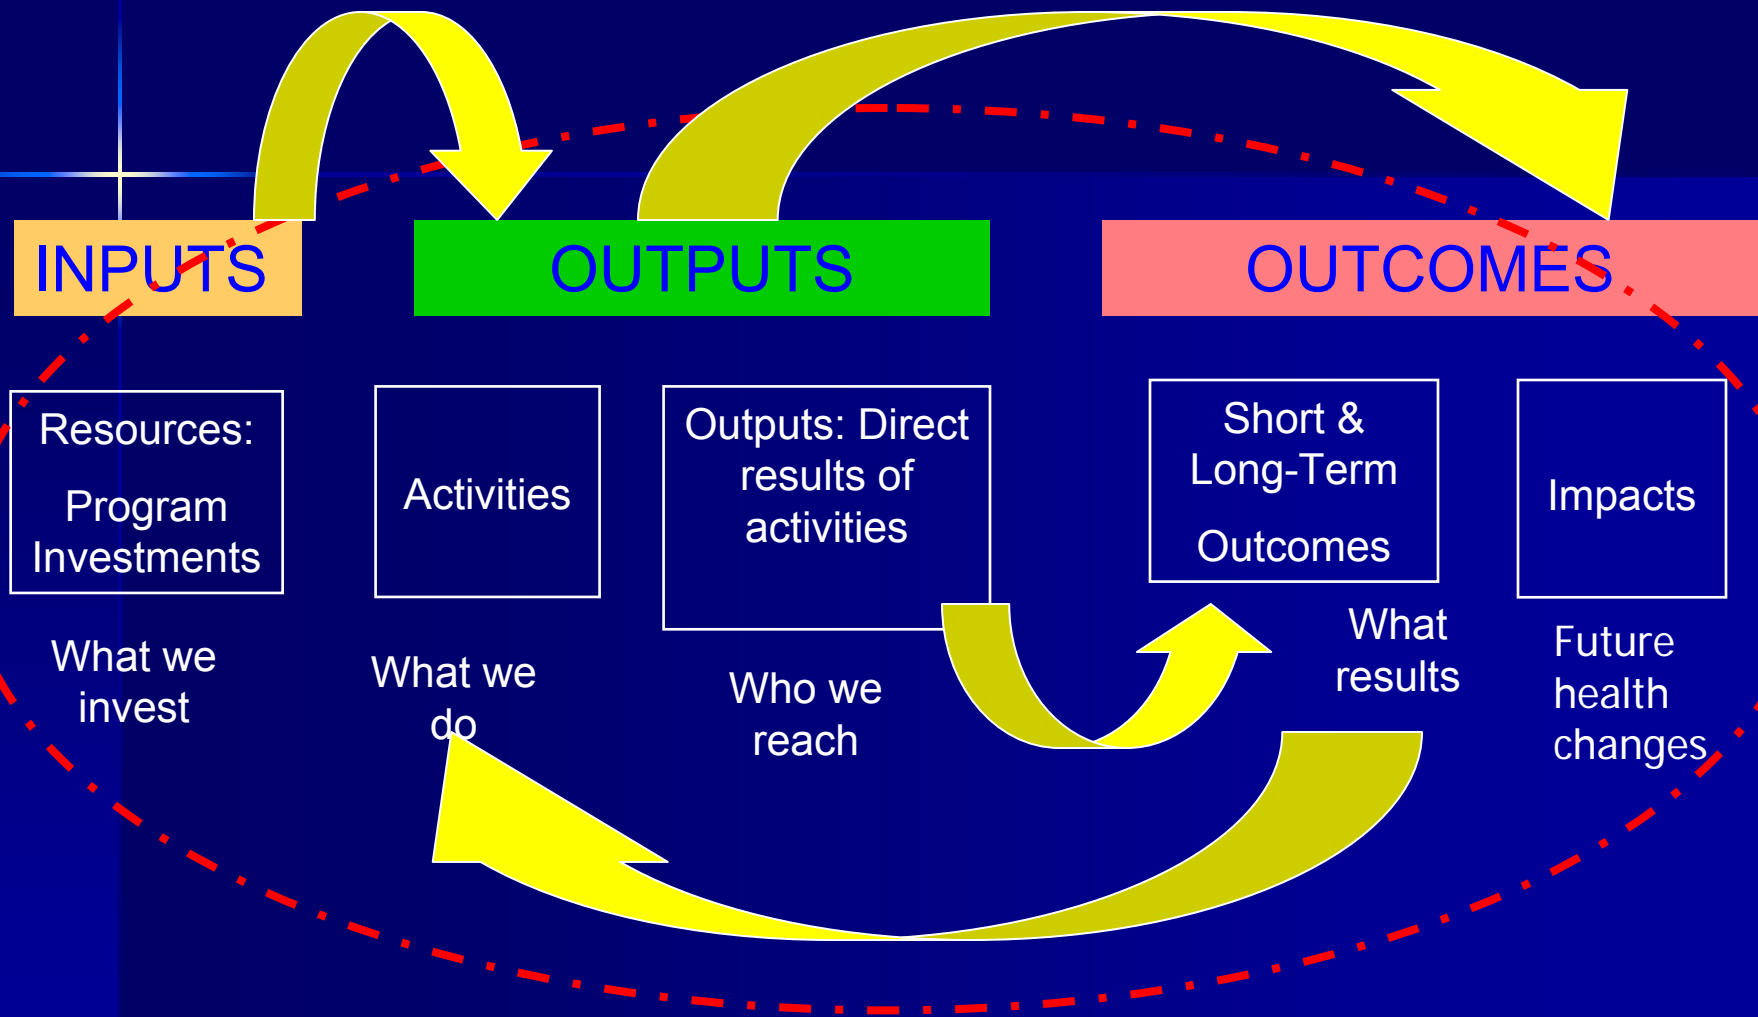 INPUTS
OUTPUTS
OUTCOMES
Resources:
Program
Investments
Activities
Outputs: Direct
results of
activities
Short &
Long-Term
Outcomes
Impacts
What we
invest
What we
do
Who we
reach
What
results
Future
health
changes